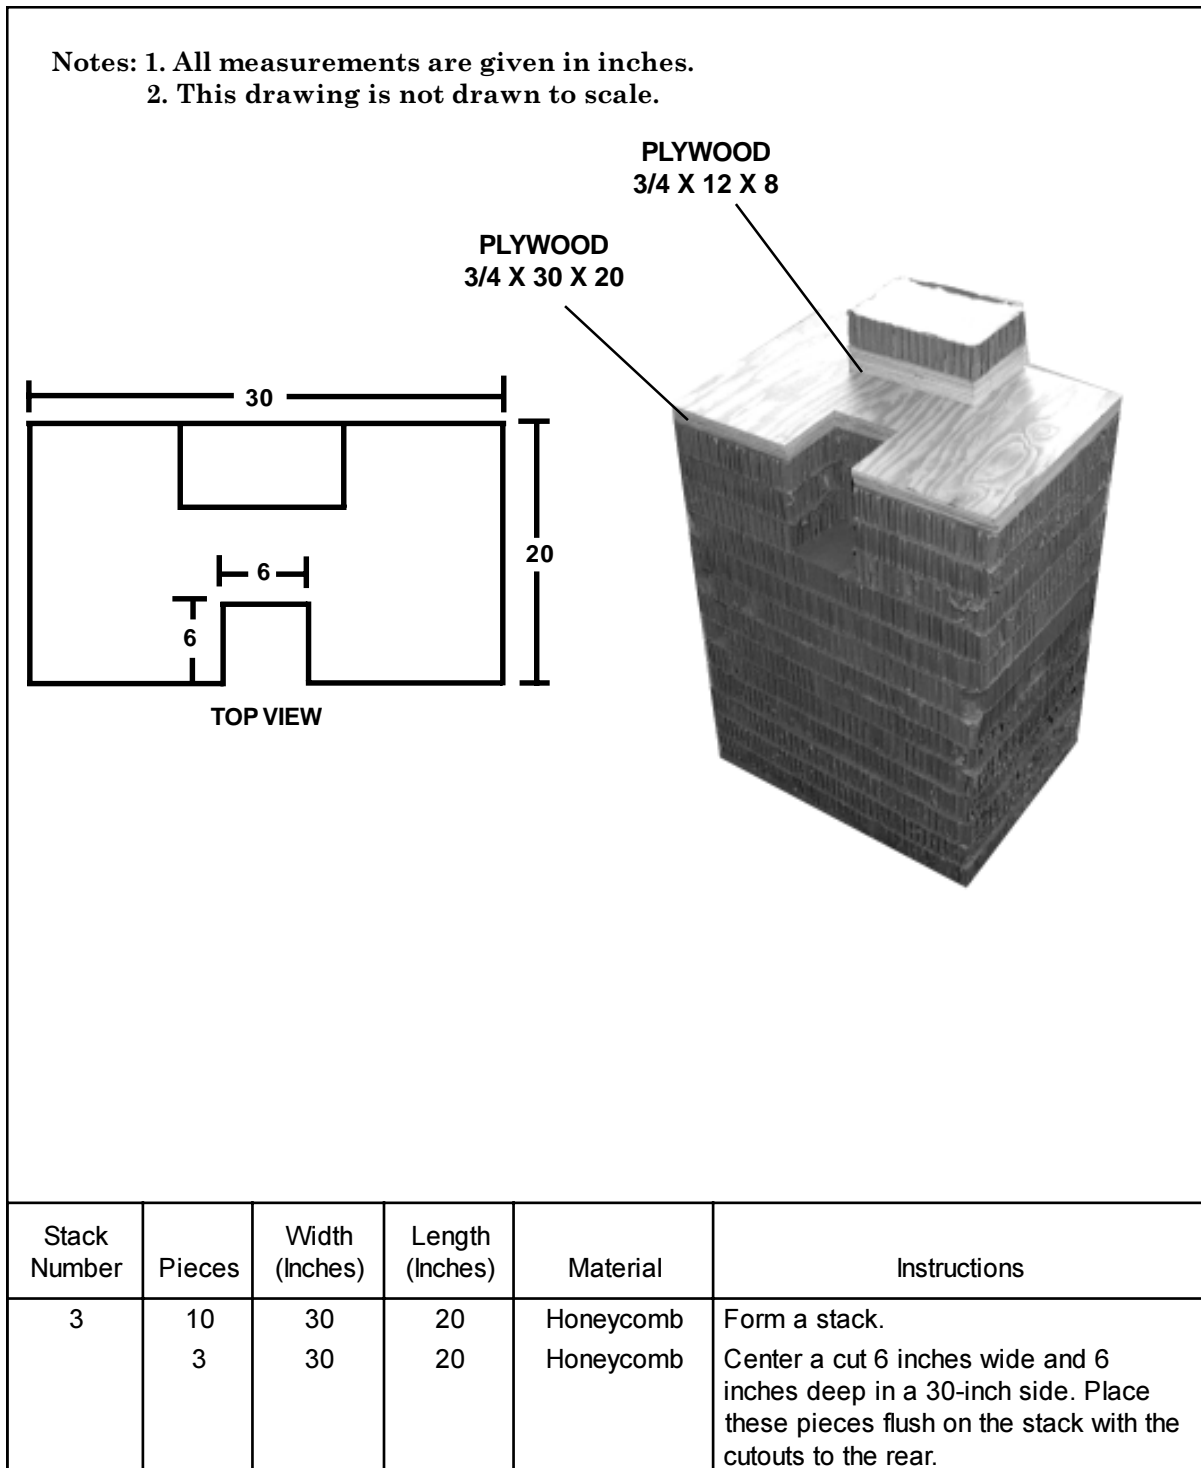 Notes: 1. All measurements are given in inches.
2. This drawing is not drawn to scale.
PLYWOOD
3/4 X 12 X 8
PLYWOOD
3/4 X 30 X 20
30
20
6
6
TOP VIEW
Stack Number Pieces Width (Inches) Length (Inches) Material Instructions
3 10 30 20 Honeycomb Form a stack.
3 30 20 Honeycomb Center a cut 6 inches wide and 6
inches deep in a 30-inch side. Place
these pieces flush on the stack with the
cutouts to the rear.